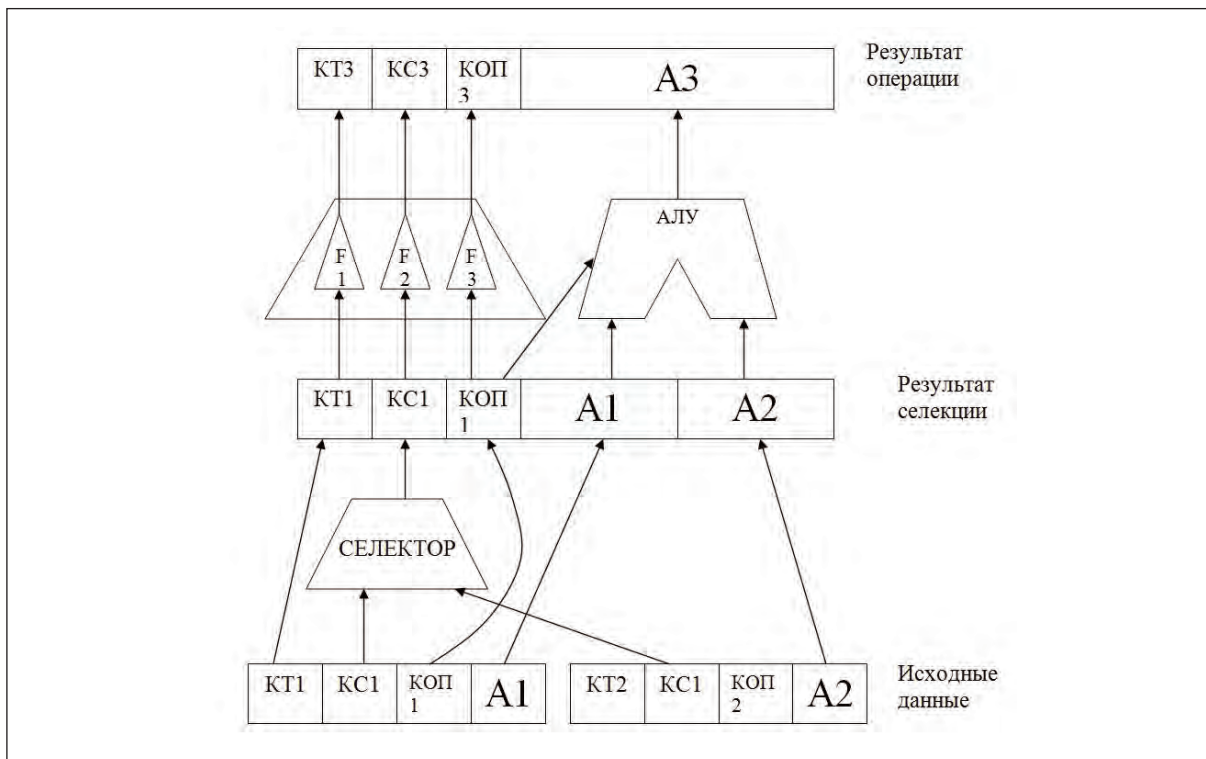 КТ3
КС3
КОП
3
А3
Результат
операции
F
1
F
2
F
3
АЛУ
КТ1
КС1
КОП
1
А1
А2
Результат
селекции
СЕЛЕКТОР
КТ1
КС1
КОП
1
А1
КТ2
КС1
КОП
2
А2
Исходные
данные